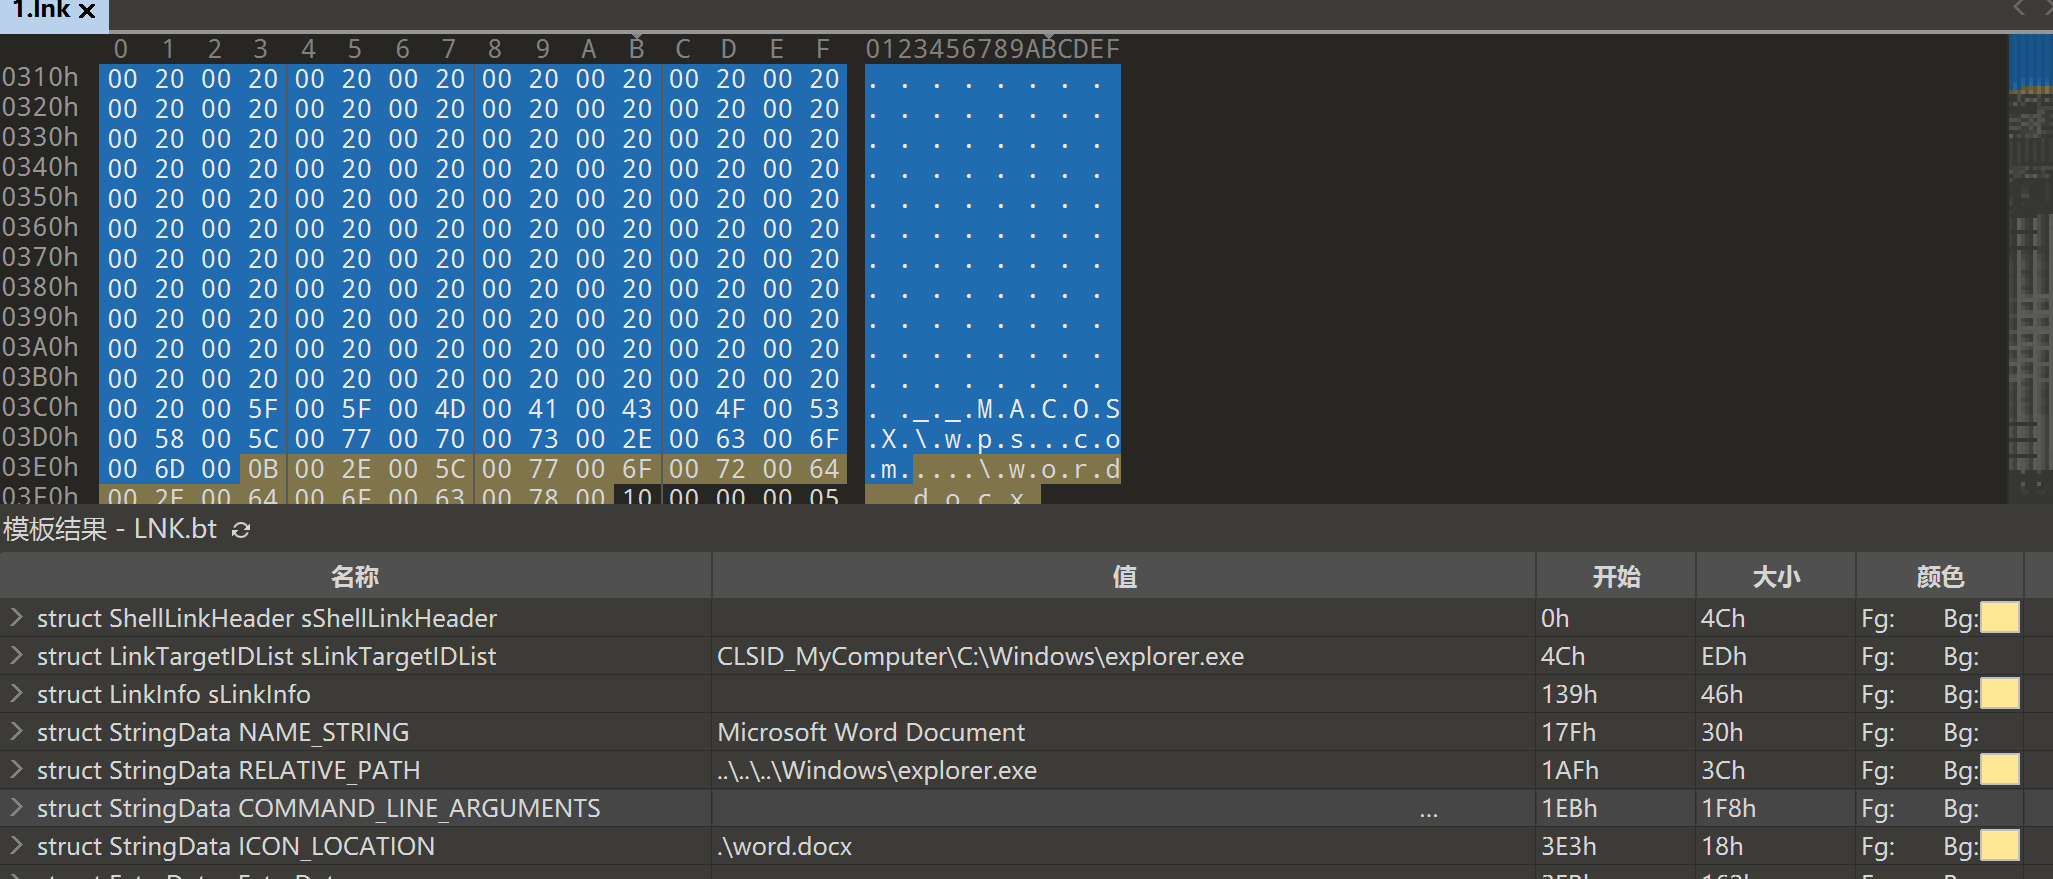 1.lnk ×
0 1 2 3 4 5 6 7 8 9 A B C D E F 0123456789ABCDEF
0310h 00 20 00 20 00 20 00 20 00 20 00 20 00 20 00 20 . . . . . . . .
0320h 00 20 00 20 00 20 00 20 00 20 00 20 00 20 00 20 . . . . . . . .
0330h 00 20 00 20 00 20 00 20 00 20 00 20 00 20 00 20 . . . . . . . .
0340h 00 20 00 20 00 20 00 20 00 20 00 20 00 20 00 20 . . . . . . . .
0350h 00 20 00 20 00 20 00 20 00 20 00 20 00 20 00 20 . . . . . . . .
0360h 00 20 00 20 00 20 00 20 00 20 00 20 00 20 00 20 . . . . . . . .
0370h 00 20 00 20 00 20 00 20 00 20 00 20 00 20 00 20 . . . . . . . .
0380h 00 20 00 20 00 20 00 20 00 20 00 20 00 20 00 20 . . . . . . . .
0390h 00 20 00 20 00 20 00 20 00 20 00 20 00 20 00 20 . . . . . . . .
03A0h 00 20 00 20 00 20 00 20 00 20 00 20 00 20 00 20 . . . . . . . .
03B0h 00 20 00 20 00 20 00 20 00 20 00 20 00 20 00 20 . . . . . . . .
03C0h 00 20 00 5F 00 5F 00 4D 00 41 00 43 00 4F 00 53 . ._._.M.A.C.O.S
03D0h 00 58 00 5C 00 77 00 70 00 73 00 2E 00 63 00 6F .X.\.w.p.s...c.o
03E0h 00 6D 00 0B 00 2E 00 5C 00 77 00 6F 00 72 00 64 .m.....\.w.o.r.d
03F0h 00 2E 00 64 00 6F 00 63 00 78 00 10 00 00 00 05 d o c x
模板结果 - LNK.bt
名称 值 开始 大小 颜色
struct ShellLinkHeader sShellLinkHeader 0h 4Ch Fg: Bg:
struct LinkTargetIDList sLinkTargetIDList CLSID_MyComputer\C:\Windows\explorer.exe 4Ch EDh Fg: Bg:
struct LinkInfo sLinkInfo 139h 46h Fg: Bg:
struct StringData NAME_STRING Microsoft Word Document 17Fh 30h Fg: Bg:
struct StringData RELATIVE_PATH ..\..\..\Windows\explorer.exe 1AFh 3Ch Fg: Bg:
struct StringData COMMAND_LINE_ARGUMENTS ... 1EBh 1F8h Fg: Bg:
struct StringData ICON_LOCATION .\word.docx 3E3h 18h Fg: Bg: